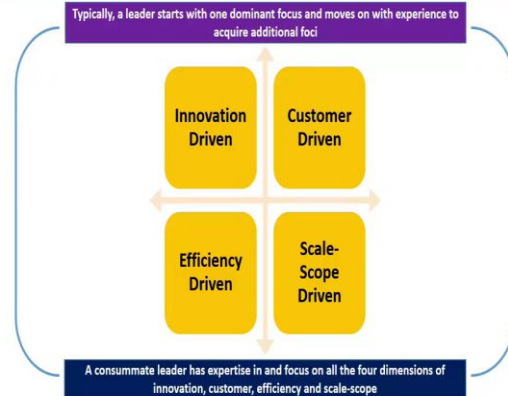 Typically, a leader starts with one dominant focus and moves on with experience to
acquire additional foci
Innovation
Driven
Customer
Driven
Efficiency
Driven
Scale-
Scope
Driven
A consummate leader has expertise in and focus on all the four dimensions of
innovation, customer, efficiency and scale-scope